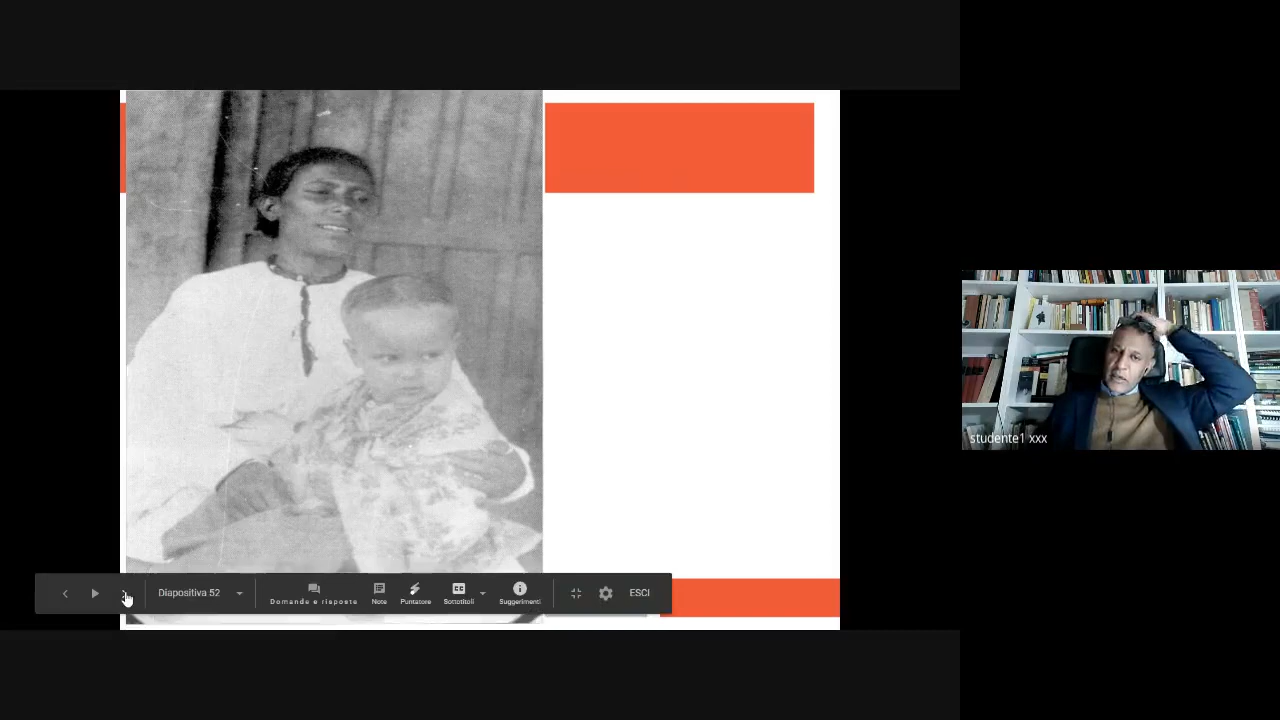 Diapositiva 52
Domande e risposte
Note
Puntatore
Sottotitoli
Suggerimenti
ESCI
studente1 xxx